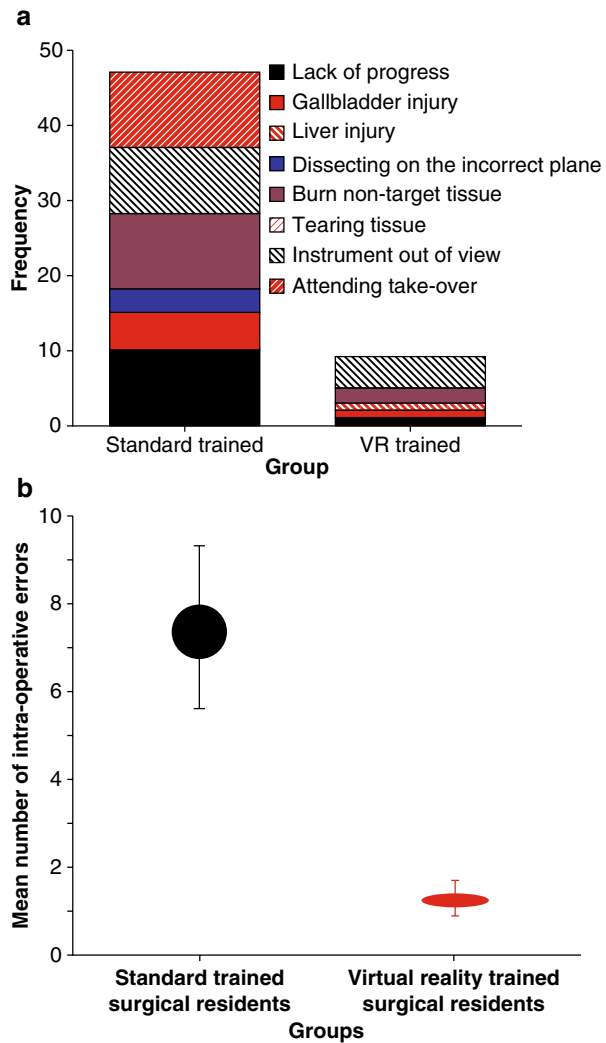 a
50
40
30
20
10
0
Frequency
Lack of progress
Gallbladder injury
Liver injury
Dissecting on the incorrect plane
Burn non-target tissue
Tearing tissue
Instrument out of view
Attending take-over
Standard trained
VR trained
Group
b
10
8
6
4
2
0
Mean number of intra-operative errors
Standard trained
surgical residents
Virtual reality trained
surgical residents
Groups